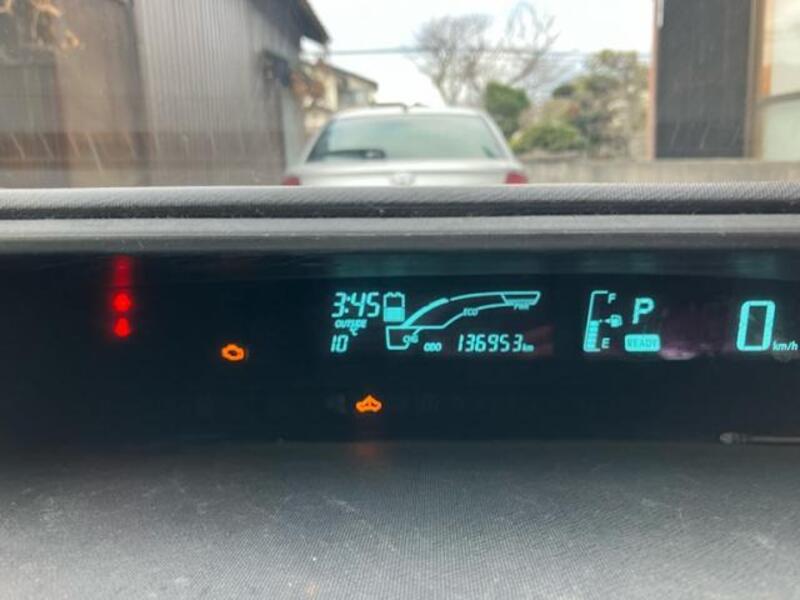 3:45
OUTSIDE
10 °C
ECO
PWR
ODO 136953 km
F
E
P
READY
0 km/h